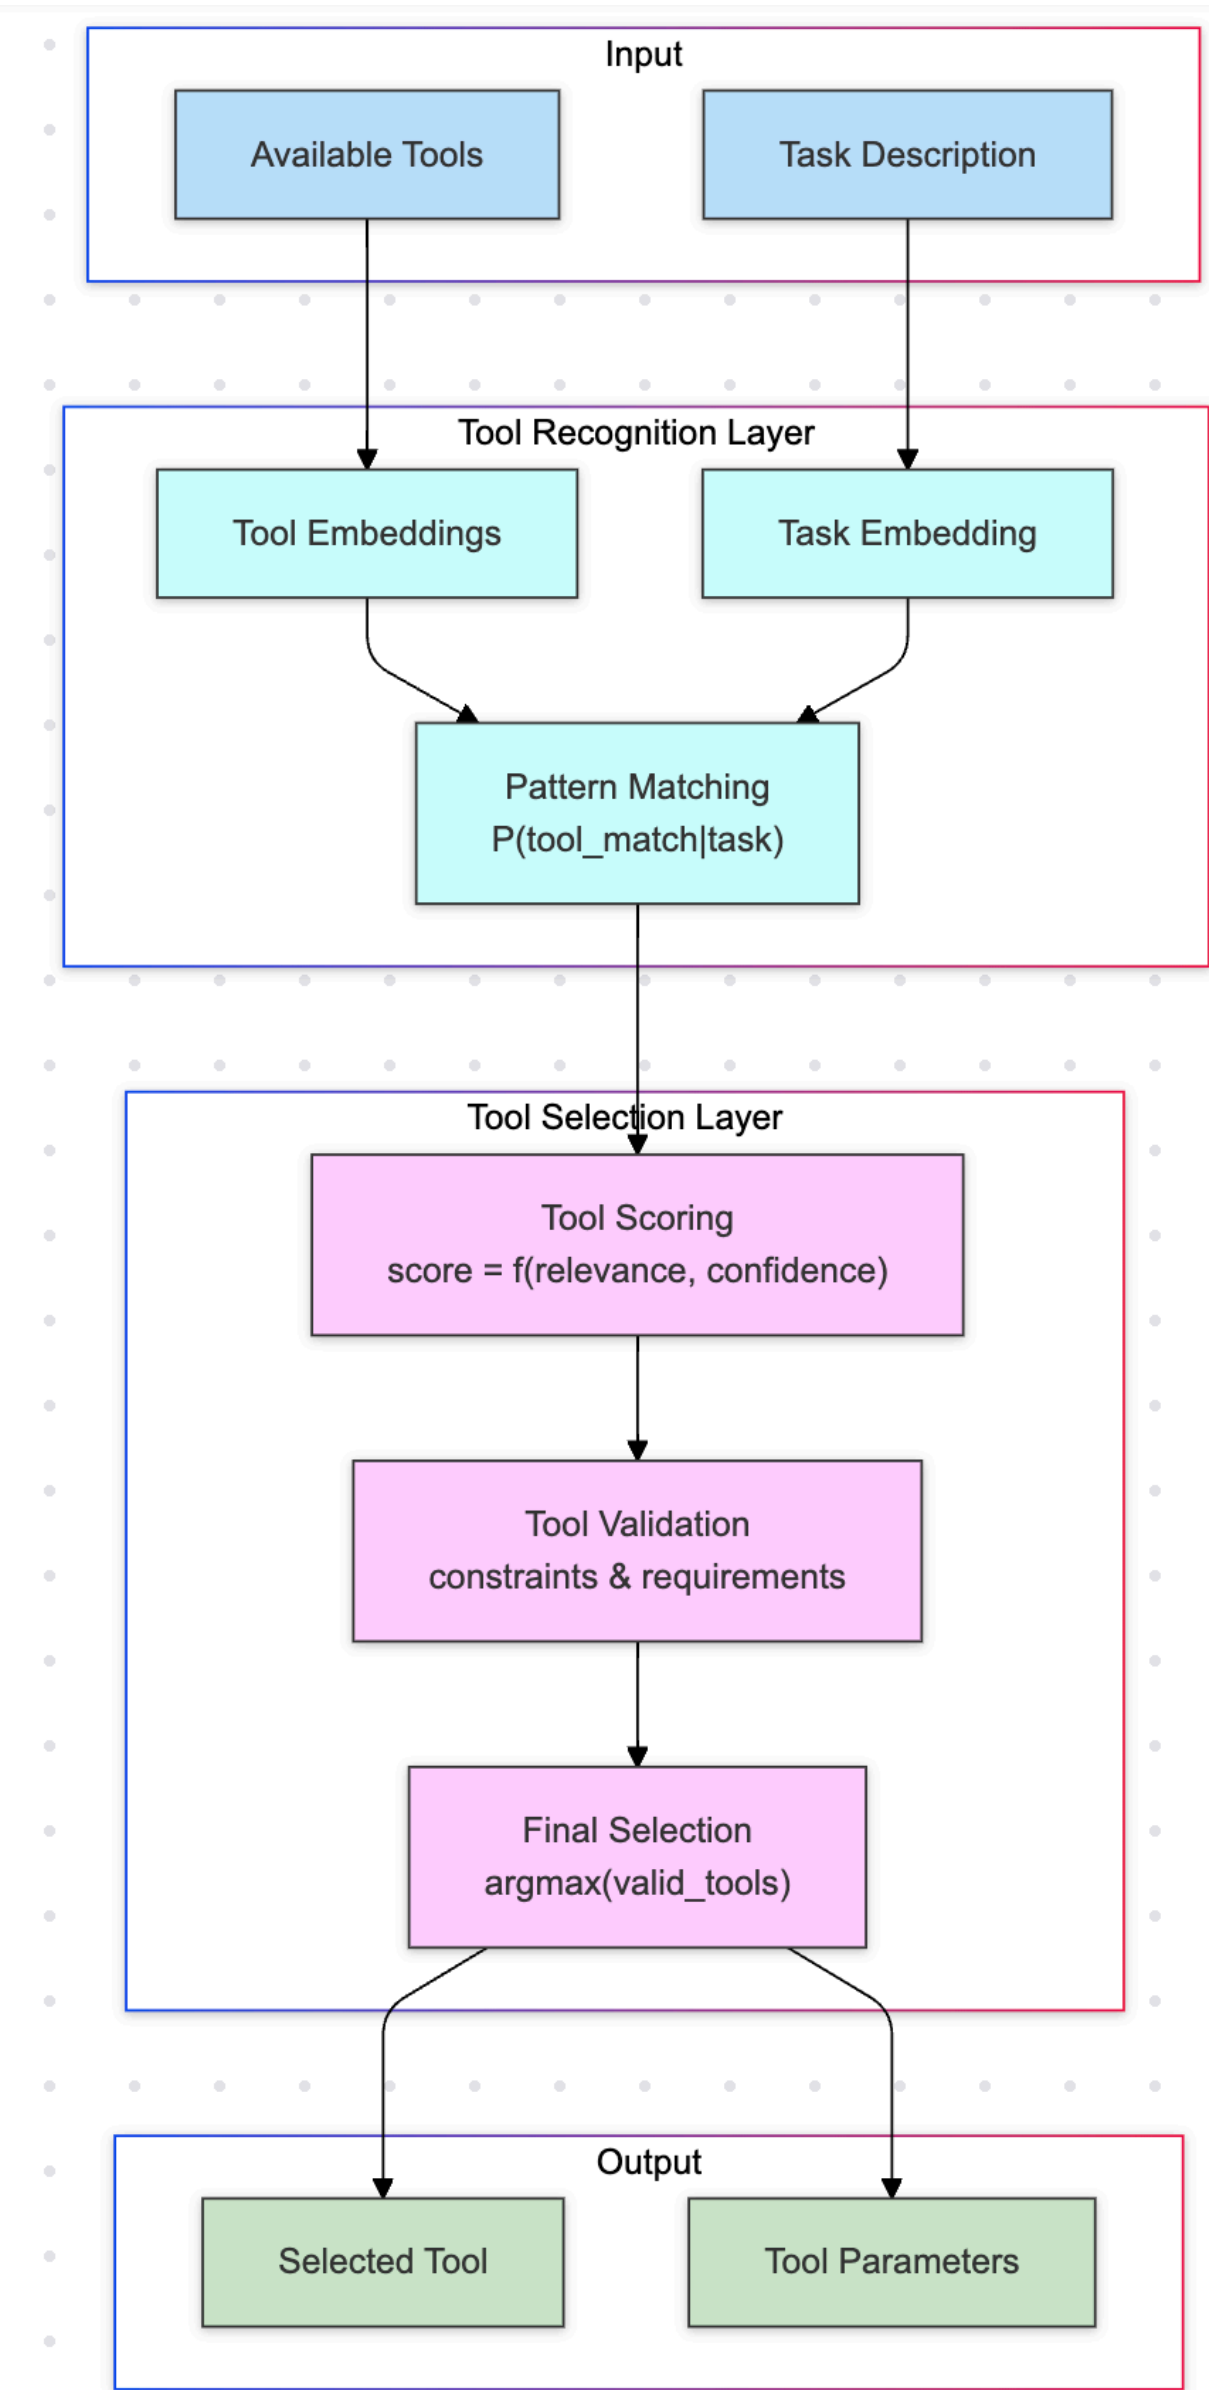 Input
Available Tools
Task Description
Tool Recognition Layer
Tool Embeddings
Task Embedding
Pattern Matching
P(tool_match|task)
Tool Selection Layer
Tool Scoring
score = f(relevance, confidence)
Tool Validation
constraints & requirements
Final Selection
argmax(valid_tools)
Output
Selected Tool
Tool Parameters